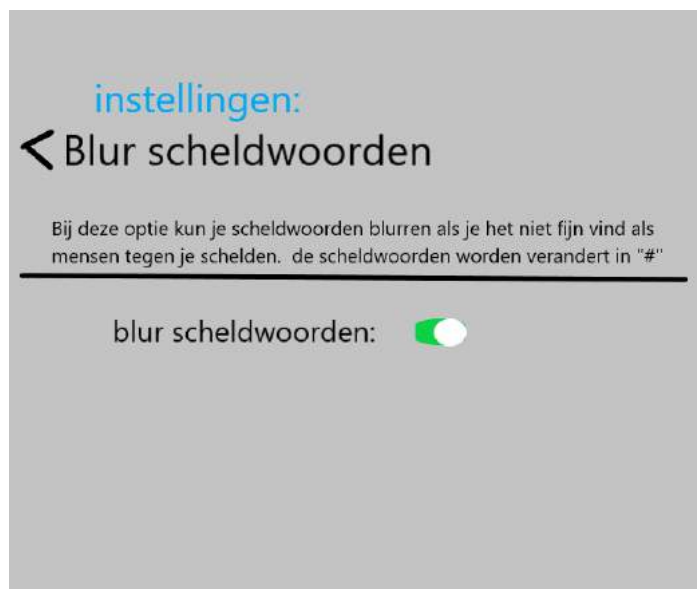 instellingen:
Blur scheldwoorden
Bij deze optie kun je scheldwoorden blurren als je het niet fijn vind als
mensen tegen je schelden.  de scheldwoorden worden verandert in "#"
blur scheldwoorden: